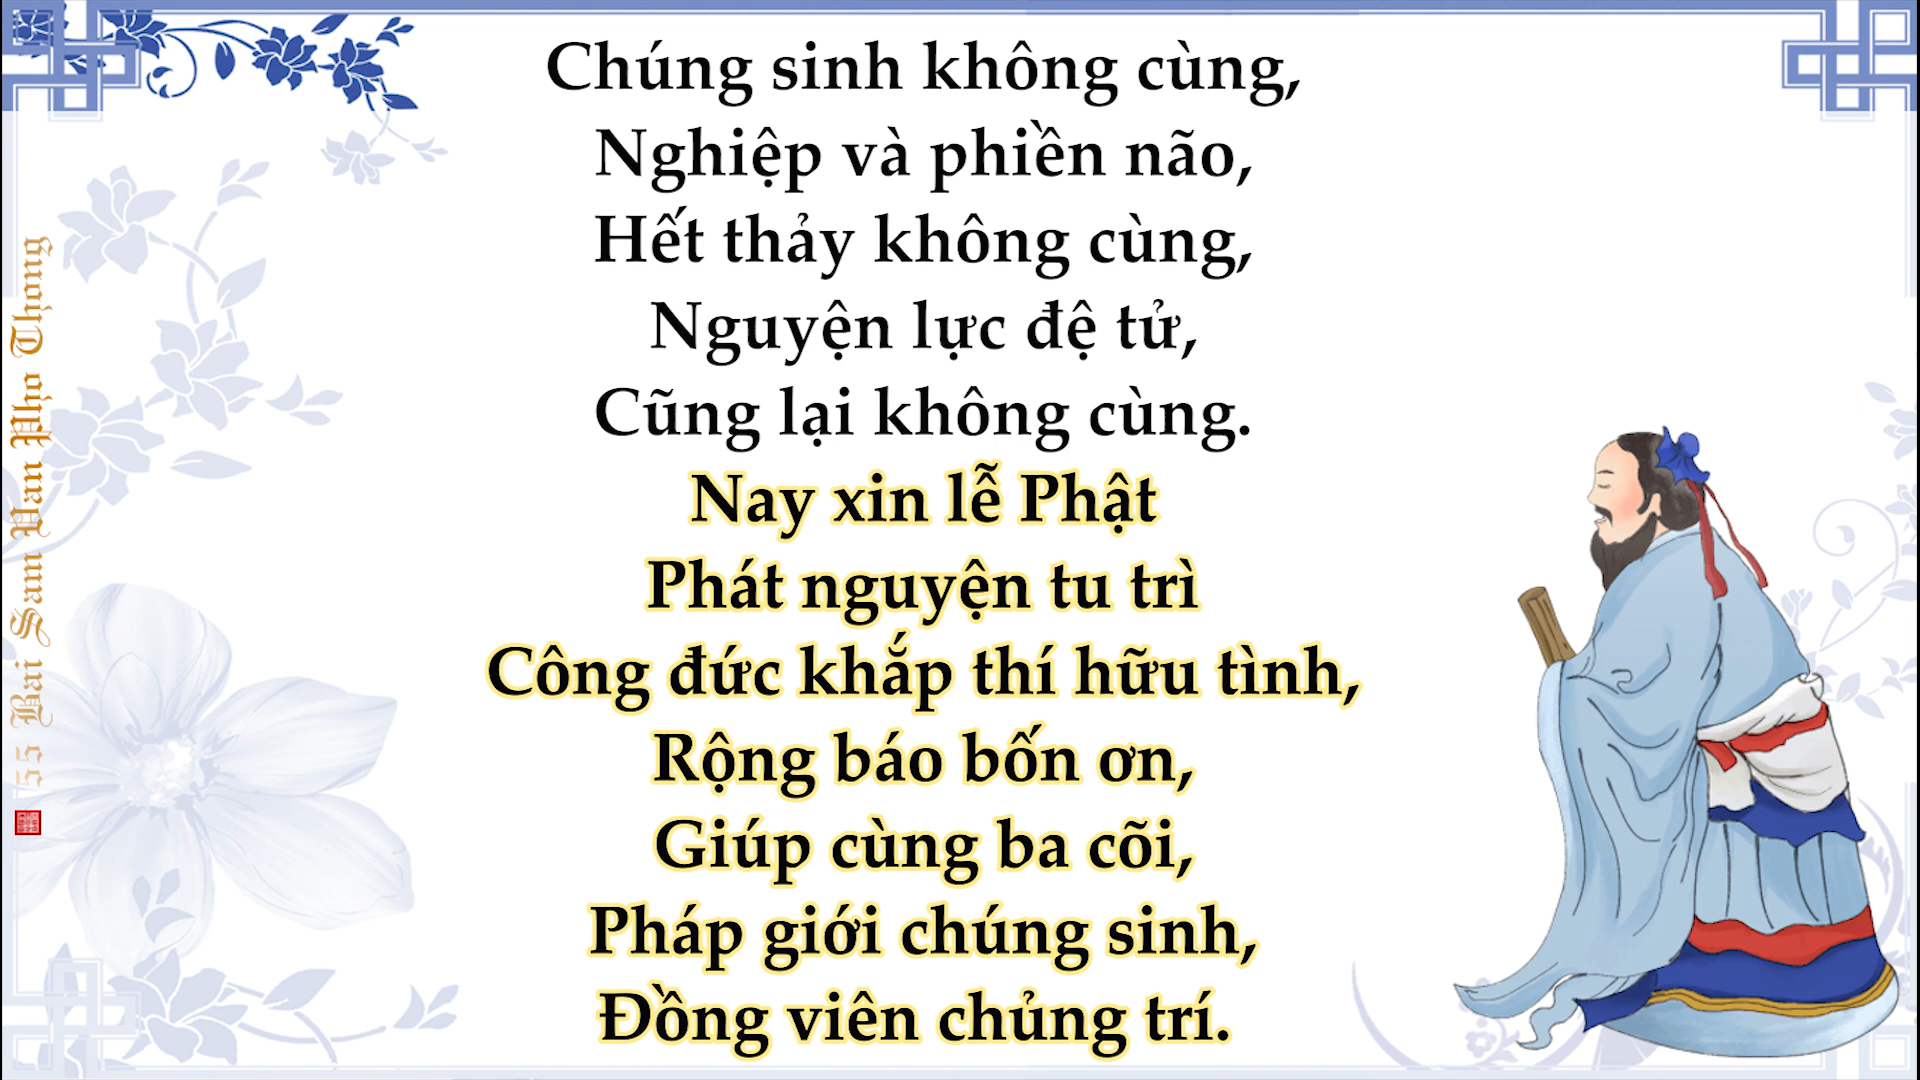 Chúng sinh không cùng,
Nghiệp và phiền não,
Hết thảy không cùng,
Nguyện lực đệ tử,
Cũng lại không cùng.
Nay xin lễ Phật
Phát nguyện tu trì
Công đức khắp thí hữu tình,
Rộng báo bốn ơn,
Giúp cùng ba cõi,
Pháp giới chúng sinh,
Đồng viên chủng trí.
55 Bài Sám Văn Phổ Thông